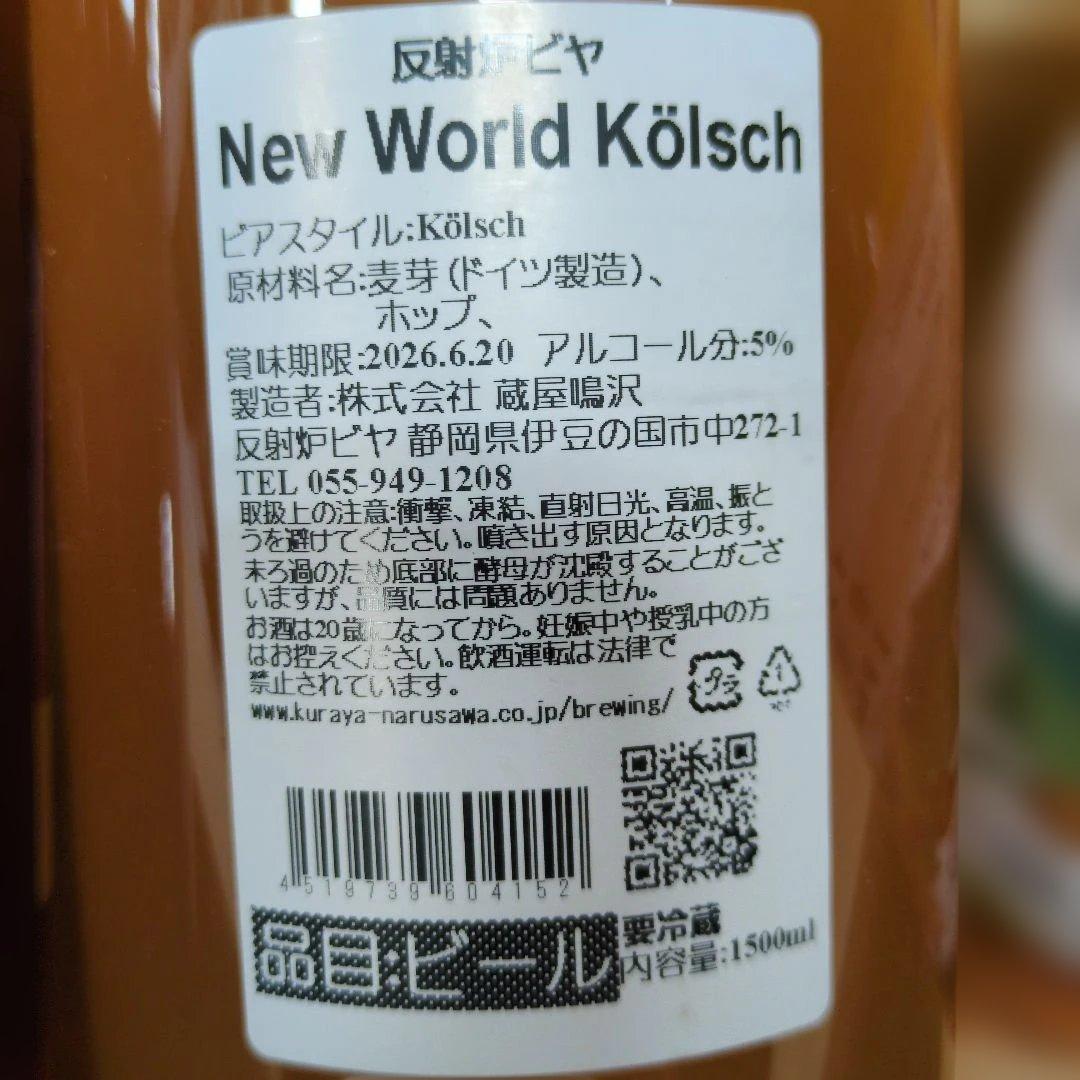 反射炉ビヤ
New World Kölsch
ビアスタイル:Kölsch
原材料名:麦芽(ドイツ製造)、
ホップ、
賞味期限:2026.6.20 アルコール分:5%
製造者:株式会社 蔵屋鳴沢
反射炉ビヤ 静岡県伊豆の国市中272-1
TEL 055-949-1208
取扱上の注意:衝撃、凍結、直射日光、高温、振と
うを避けてください。噴き出す原因となります。
末ろ過のため底部に酵母が沈殿することがござ
いますが、品質には問題ありません。
お酒は20歳になってから。妊娠中や授乳中の方
はお控えください。飲酒運転は法律で
禁止されています。
www.kuraya-narusawa.co.jp/brewing/
プラ
1
PET
4519739604152
要冷蔵
品目:ビール
内容量:1500ml